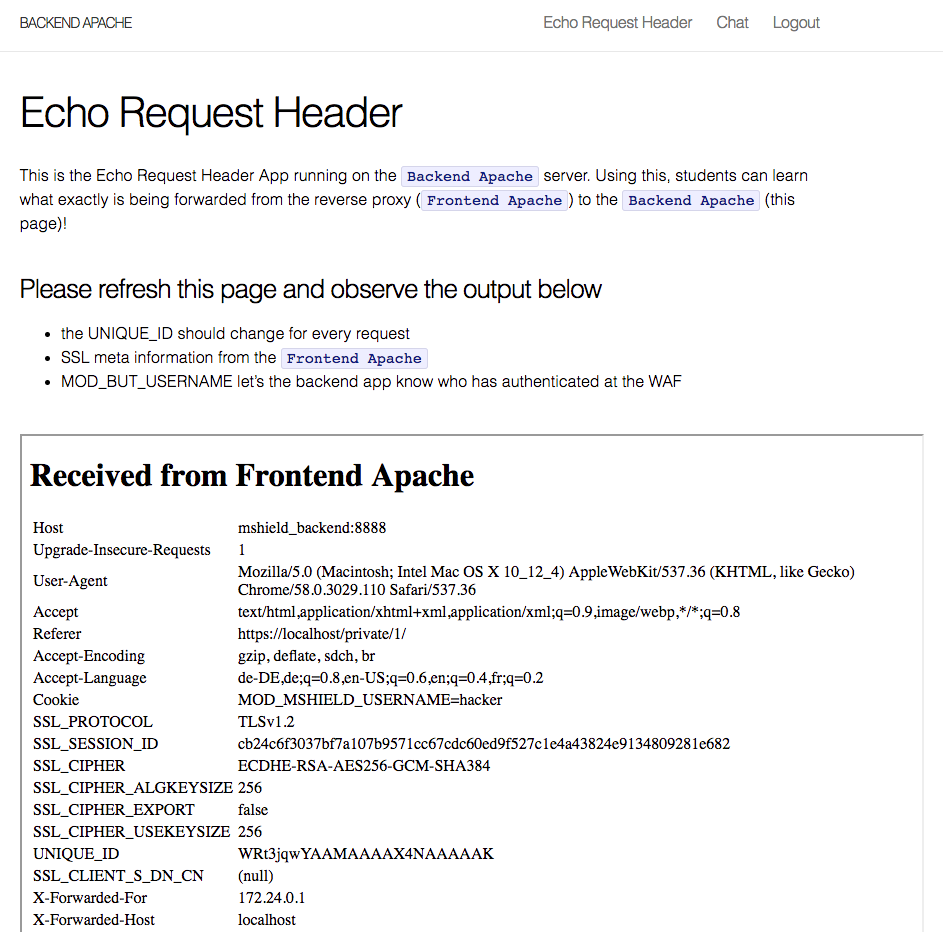 BACKEND APACHE
Echo Request Header Chat Logout
Echo Request Header
This is the Echo Request Header App running on the Backend Apache server. Using this, students can learn
what exactly is being forwarded from the reverse proxy ( Frontend Apache ) to the Backend Apache (this
page)!
Please refresh this page and observe the output below
• the UNIQUE_ID should change for every request
• SSL meta information from the Frontend Apache
• MOD_BUT_USERNAME let's the backend app know who has authenticated at the WAF
Received from Frontend Apache
Host mshield_backend:8888
Upgrade-Insecure-Requests 1
User-Agent Mozilla/5.0 (Macintosh; Intel Mac OS X 10_12_4) AppleWebKit/537.36 (KHTML, like Gecko)
Chrome/58.0.3029.110 Safari/537.36
Accept text/html,application/xhtml+xml,application/xml;q=0.9,image/webp,*/*;q=0.8
Referer https://localhost/private/1/
Accept-Encoding gzip, deflate, sdch, br
Accept-Language de-DE,de;q=0.8,en-US;q=0.6,en;q=0.4,fr;q=0.2
Cookie MOD_MSHIELD_USERNAME=hacker
SSL_PROTOCOL TLSv1.2
SSL_SESSION_ID cb24c6f3037bf7a107b9571cc67cdc60ed9f527c1e4a43824e9134809281e682
SSL_CIPHER ECDHE-RSA-AES256-GCM-SHA384
SSL_CIPHER_ALGKEYSIZE 256
SSL_CIPHER_EXPORT false
SSL_CIPHER_USEKEYSIZE 256
UNIQUE_ID WRt3jqwYAAMAAAAX4NAAAAAK
SSL_CLIENT_S_DN_CN (null)
X-Forwarded-For 172.24.0.1
X-Forwarded-Host localhost